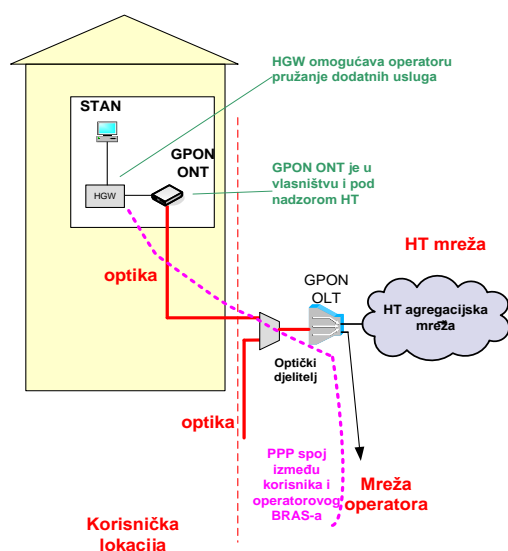 HGW omogućava operatoru
pružanje dodatnih usluga
STAN
GPON
ONT
HGW
GPON ONT je u
vlasništvu i pod
nadzorom HT
HT mreža
optika
GPON
OLT
HT agregacijska
mreža
Optički
djelitelj
optika
PPP spoj
između
korisnika i
operatorovog
BRAS-a
Mreža
operatora
Korisnička
lokacija